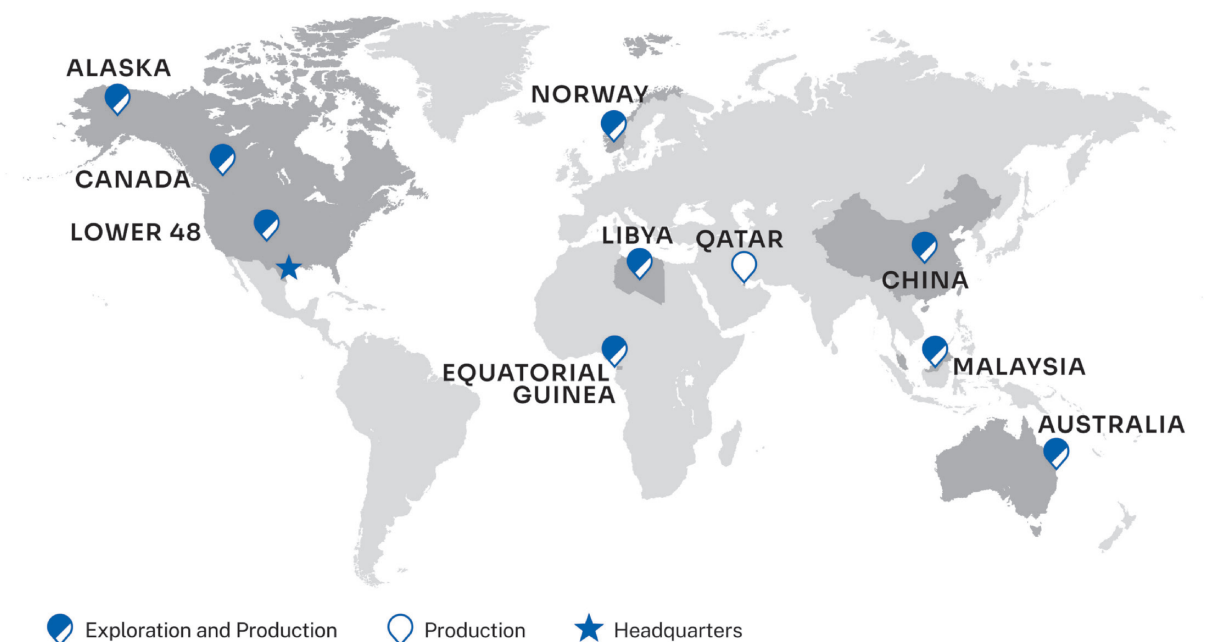 ALASKA
NORWAY
CANADA
LOWER 48
LIBYA
QATAR
CHINA
EQUATORIAL
GUINEA
MALAYSIA
AUSTRALIA
Exploration and Production
Production
Headquarters